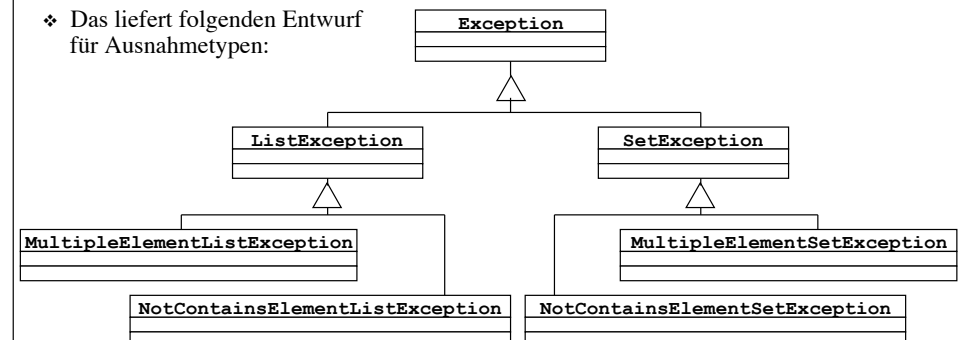 ❖ Das liefert folgenden Entwurf
für Ausnahmetypen:
Exception
ListException
SetException
MultipleElementListException
MultipleElementSetException
NotContainsElementListException
NotContainsElementSetException